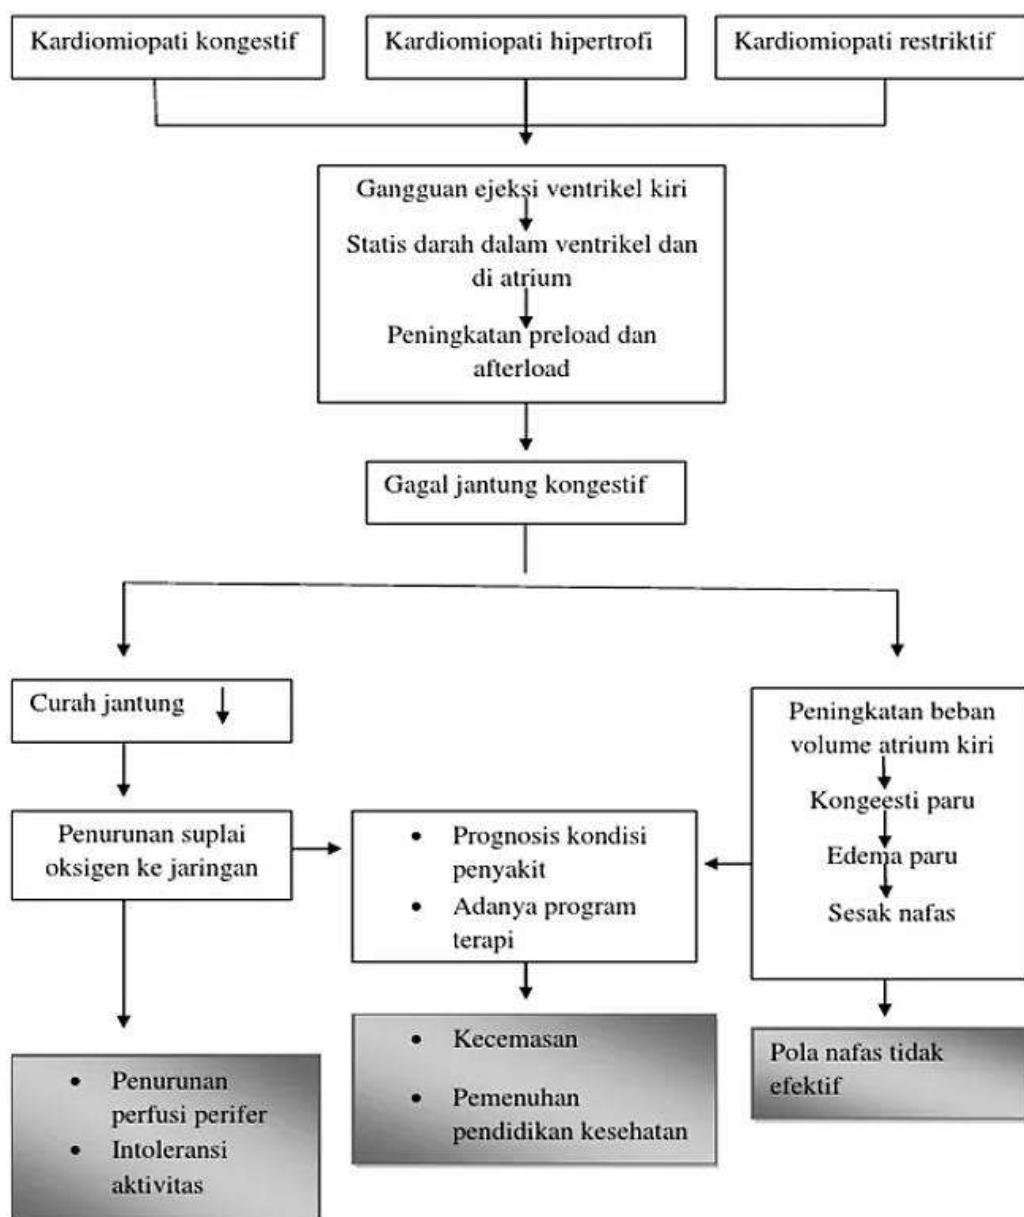 Kardiomiopati kongestif
Kardiomiopati hipertrofi
Kardiomiopati restriktif
Gangguan ejeksi ventrikel kiri
Statis darah dalam ventrikel dan
di atrium
Peningkatan preload dan
afterload
Gagal jantung kongestif
Curah jantung
Peningkatan beban
volume atrium kiri
Kongeesti paru
Edema paru
Sesak nafas
Penurunan suplai
oksigen ke jaringan
• Prognosis kondisi
penyakit
• Adanya program
terapi
• Penurunan
perfusi perifer
• Intoleransi
aktivitas
• Kecemasan
• Pemenuhan
pendidikan kesehatan
Pola nafas tidak
efektif